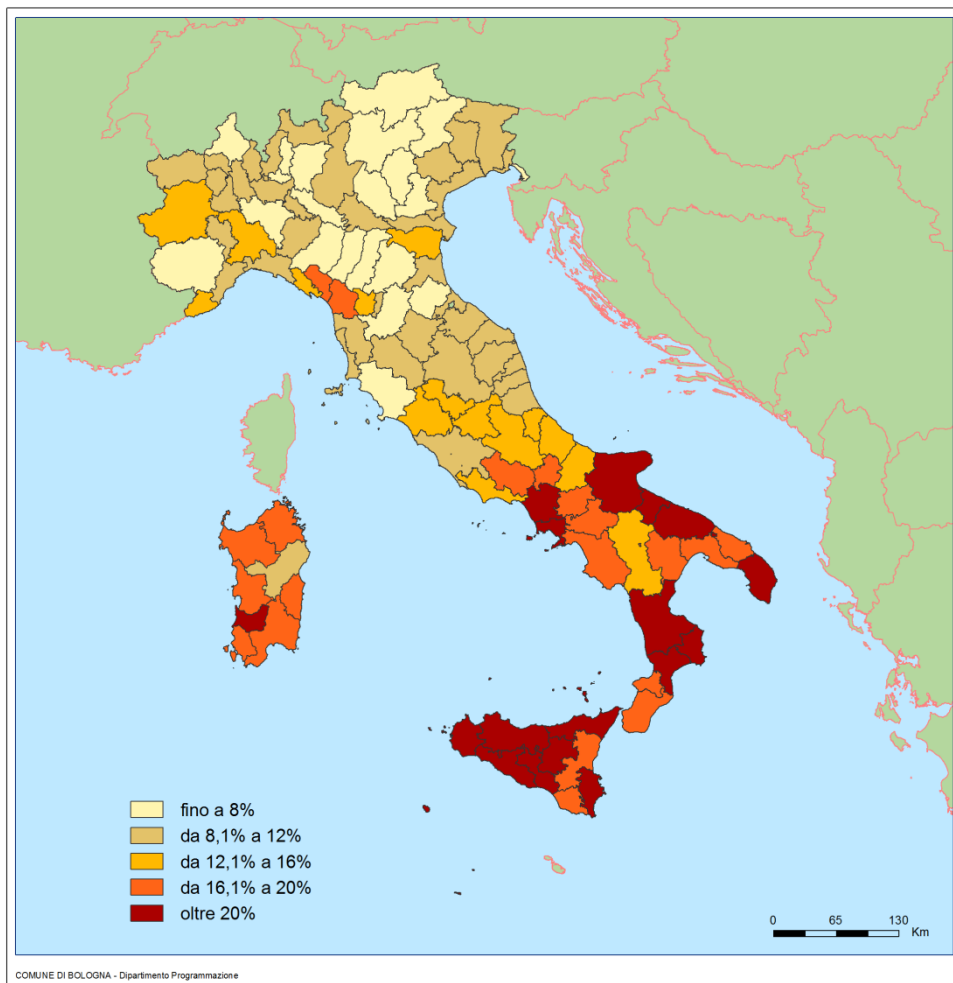 fino a 8%
da 8,1% a 12%
da 12,1% a 16%
da 16,1% a 20%
oltre 20%
0 65 130
Km
COMUNE DI BOLOGNA - Dipartimento Programmazione